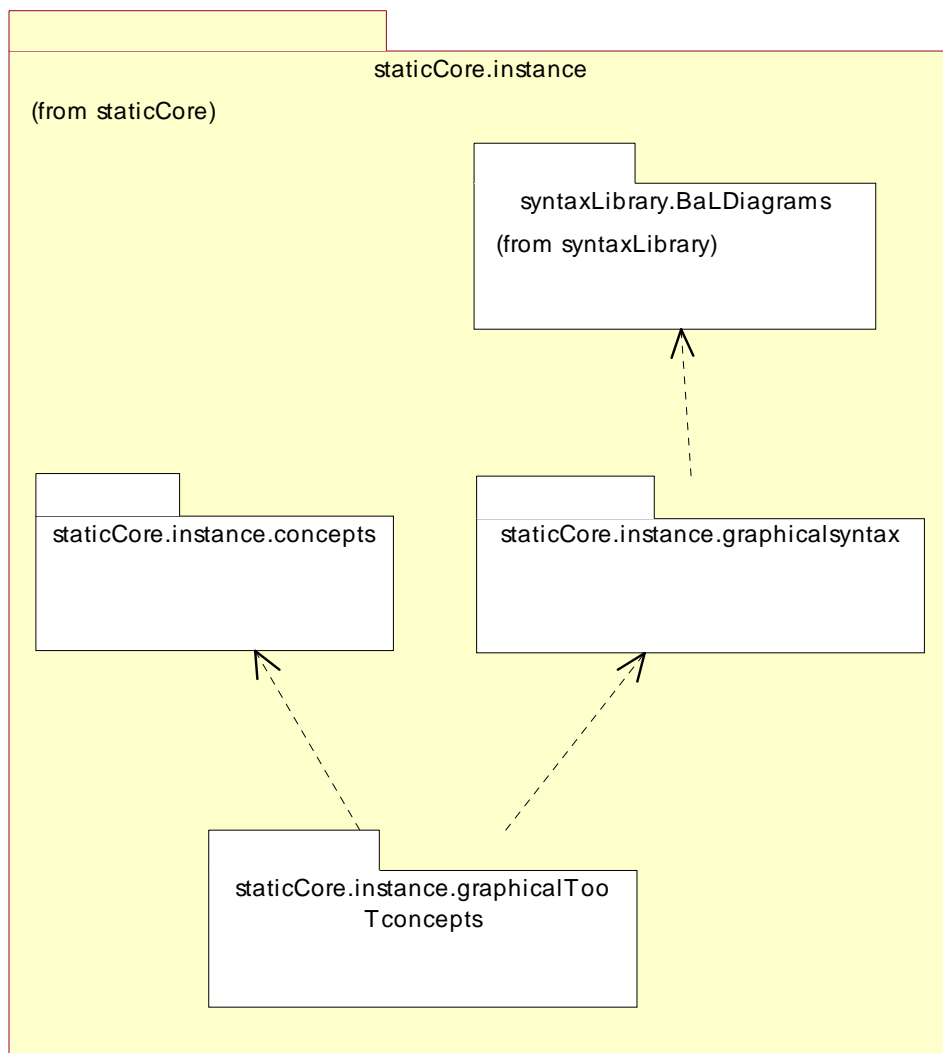 staticCore.instance
(from staticCore)
syntaxLibrary.BaLDiagrams
(from syntaxLibrary)
staticCore.instance.concepts
staticCore.instance.graphicalsyntax
staticCore.instance.graphicalToo
Tconcepts